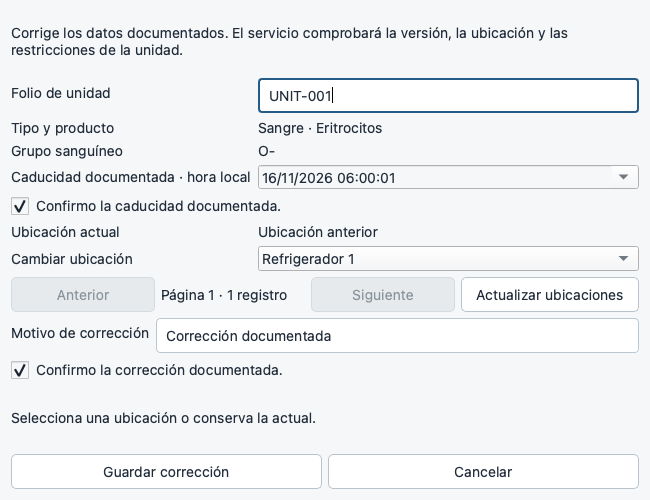 Corrige los datos documentados. El servicio comprobará la versión, la ubicación y las
restricciones de la unidad.
Folio de unidad UNIT-001
Tipo y producto Sangre · Eritrocitos
Grupo sanguíneo O-
Caducidad documentada · hora local 16/11/2026 06:00:01
Confirmo la caducidad documentada.
Ubicación actual Ubicación anterior
Cambiar ubicación Refrigerador 1
Anterior Página 1 · 1 registro Siguiente Actualizar ubicaciones
Motivo de corrección Corrección documentada
Confirmo la corrección documentada.
Selecciona una ubicación o conserva la actual.
Guardar corrección Cancelar